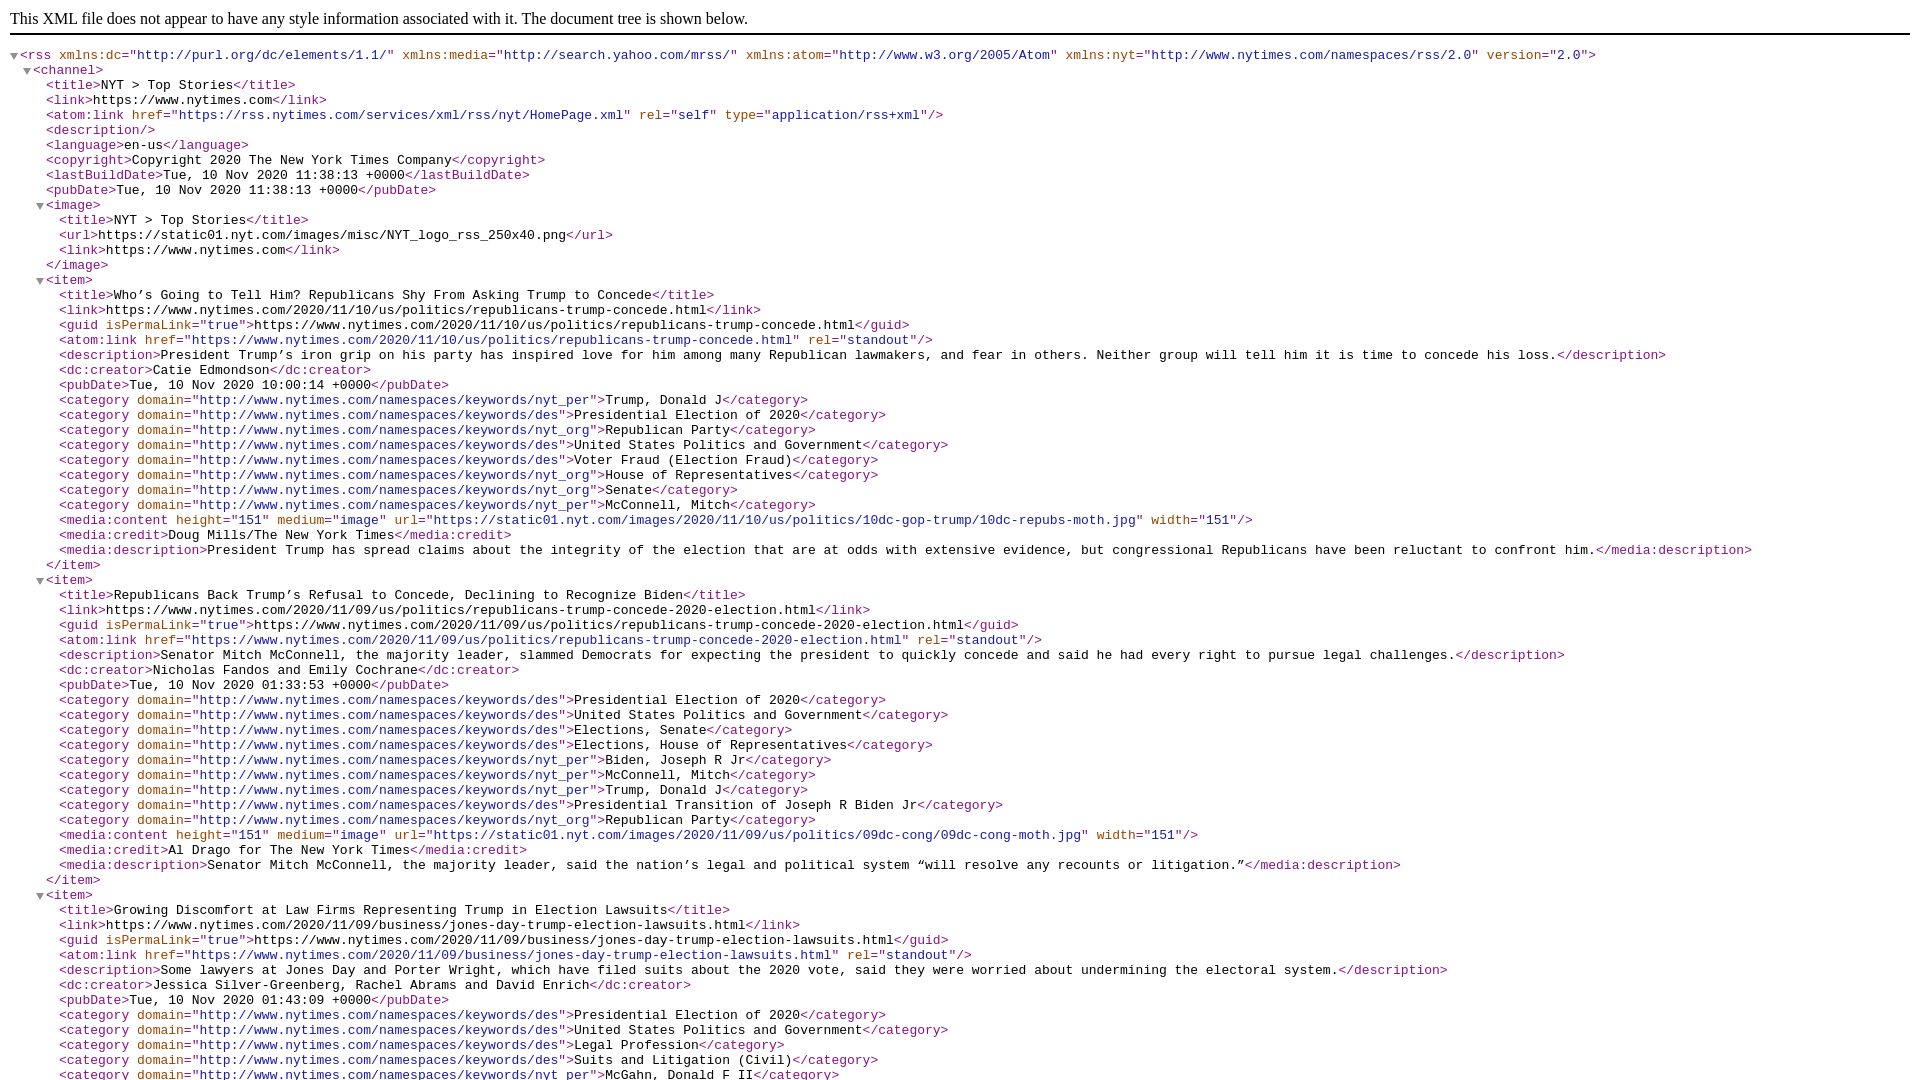 This XML file does not appear to have any style information associated with it. The document tree is shown below.
<rss xmlns:dc="http://purl.org/dc/elements/1.1/" xmlns:media="http://search.yahoo.com/mrss/" xmlns:atom="http://www.w3.org/2005/Atom" xmlns:nyt="http://www.nytimes.com/namespaces/rss/2.0" version="2.0">
<channel>
<title>NYT > Top Stories</title>
<link>https://www.nytimes.com</link>
<atom:link href="https://rss.nytimes.com/services/xml/rss/nyt/HomePage.xml" rel="self" type="application/rss+xml"/>
<description/>
<language>en-us</language>
<copyright>Copyright 2020 The New York Times Company</copyright>
<lastBuildDate>Tue, 10 Nov 2020 11:38:13 +0000</lastBuildDate>
<pubDate>Tue, 10 Nov 2020 11:38:13 +0000</pubDate>
<image>
<title>NYT > Top Stories</title>
<url>https://static01.nyt.com/images/misc/NYT_logo_rss_250x40.png</url>
<link>https://www.nytimes.com</link>
</image>
<item>
<title>Who’s Going to Tell Him? Republicans Shy From Asking Trump to Concede</title>
<link>https://www.nytimes.com/2020/11/10/us/politics/republicans-trump-concede.html</link>
<guid isPermaLink="true">https://www.nytimes.com/2020/11/10/us/politics/republicans-trump-concede.html</guid>
<atom:link href="https://www.nytimes.com/2020/11/10/us/politics/republicans-trump-concede.html" rel="standout"/>
<description>President Trump’s iron grip on his party has inspired love for him among many Republican lawmakers, and fear in others. Neither group will tell him it is time to concede his loss.</description>
<dc:creator>Catie Edmondson</dc:creator>
<pubDate>Tue, 10 Nov 2020 10:00:14 +0000</pubDate>
<category domain="http://www.nytimes.com/namespaces/keywords/nyt_per">Trump, Donald J</category>
<category domain="http://www.nytimes.com/namespaces/keywords/des">Presidential Election of 2020</category>
<category domain="http://www.nytimes.com/namespaces/keywords/nyt_org">Republican Party</category>
<category domain="http://www.nytimes.com/namespaces/keywords/des">United States Politics and Government</category>
<category domain="http://www.nytimes.com/namespaces/keywords/des">Voter Fraud (Election Fraud)</category>
<category domain="http://www.nytimes.com/namespaces/keywords/nyt_org">House of Representatives</category>
<category domain="http://www.nytimes.com/namespaces/keywords/nyt_org">Senate</category>
<category domain="http://www.nytimes.com/namespaces/keywords/nyt_per">McConnell, Mitch</category>
<media:content height="151" medium="image" url="https://static01.nyt.com/images/2020/11/10/us/politics/10dc-gop-trump/10dc-repubs-moth.jpg" width="151"/>
<media:credit>Doug Mills/The New York Times</media:credit>
<media:description>President Trump has spread claims about the integrity of the election that are at odds with extensive evidence, but congressional Republicans have been reluctant to confront him.</media:description>
</item>
<item>
<title>Republicans Back Trump’s Refusal to Concede, Declining to Recognize Biden</title>
<link>https://www.nytimes.com/2020/11/09/us/politics/republicans-trump-concede-2020-election.html</link>
<guid isPermaLink="true">https://www.nytimes.com/2020/11/09/us/politics/republicans-trump-concede-2020-election.html</guid>
<atom:link href="https://www.nytimes.com/2020/11/09/us/politics/republicans-trump-concede-2020-election.html" rel="standout"/>
<description>Senator Mitch McConnell, the majority leader, slammed Democrats for expecting the president to quickly concede and said he had every right to pursue legal challenges.</description>
<dc:creator>Nicholas Fandos and Emily Cochrane</dc:creator>
<pubDate>Tue, 10 Nov 2020 01:33:53 +0000</pubDate>
<category domain="http://www.nytimes.com/namespaces/keywords/des">Presidential Election of 2020</category>
<category domain="http://www.nytimes.com/namespaces/keywords/des">United States Politics and Government</category>
<category domain="http://www.nytimes.com/namespaces/keywords/des">Elections, Senate</category>
<category domain="http://www.nytimes.com/namespaces/keywords/des">Elections, House of Representatives</category>
<category domain="http://www.nytimes.com/namespaces/keywords/nyt_per">Biden, Joseph R Jr</category>
<category domain="http://www.nytimes.com/namespaces/keywords/nyt_per">McConnell, Mitch</category>
<category domain="http://www.nytimes.com/namespaces/keywords/nyt_per">Trump, Donald J</category>
<category domain="http://www.nytimes.com/namespaces/keywords/des">Presidential Transition of Joseph R Biden Jr</category>
<category domain="http://www.nytimes.com/namespaces/keywords/nyt_org">Republican Party</category>
<media:content height="151" medium="image" url="https://static01.nyt.com/images/2020/11/09/us/politics/09dc-cong/09dc-cong-moth.jpg" width="151"/>
<media:credit>Al Drago for The New York Times</media:credit>
<media:description>Senator Mitch McConnell, the majority leader, said the nation’s legal and political system “will resolve any recounts or litigation.”</media:description>
</item>
<item>
<title>Growing Discomfort at Law Firms Representing Trump in Election Lawsuits</title>
<link>https://www.nytimes.com/2020/11/09/business/jones-day-trump-election-lawsuits.html</link>
<guid isPermaLink="true">https://www.nytimes.com/2020/11/09/business/jones-day-trump-election-lawsuits.html</guid>
<atom:link href="https://www.nytimes.com/2020/11/09/business/jones-day-trump-election-lawsuits.html" rel="standout"/>
<description>Some lawyers at Jones Day and Porter Wright, which have filed suits about the 2020 vote, said they were worried about undermining the electoral system.</description>
<dc:creator>Jessica Silver-Greenberg, Rachel Abrams and David Enrich</dc:creator>
<pubDate>Tue, 10 Nov 2020 01:43:09 +0000</pubDate>
<category domain="http://www.nytimes.com/namespaces/keywords/des">Presidential Election of 2020</category>
<category domain="http://www.nytimes.com/namespaces/keywords/des">United States Politics and Government</category>
<category domain="http://www.nytimes.com/namespaces/keywords/des">Legal Profession</category>
<category domain="http://www.nytimes.com/namespaces/keywords/des">Suits and Litigation (Civil)</category>
<category domain="http://www.nytimes.com/namespaces/keywords/nyt_per">McGahn, Donald F II</category>